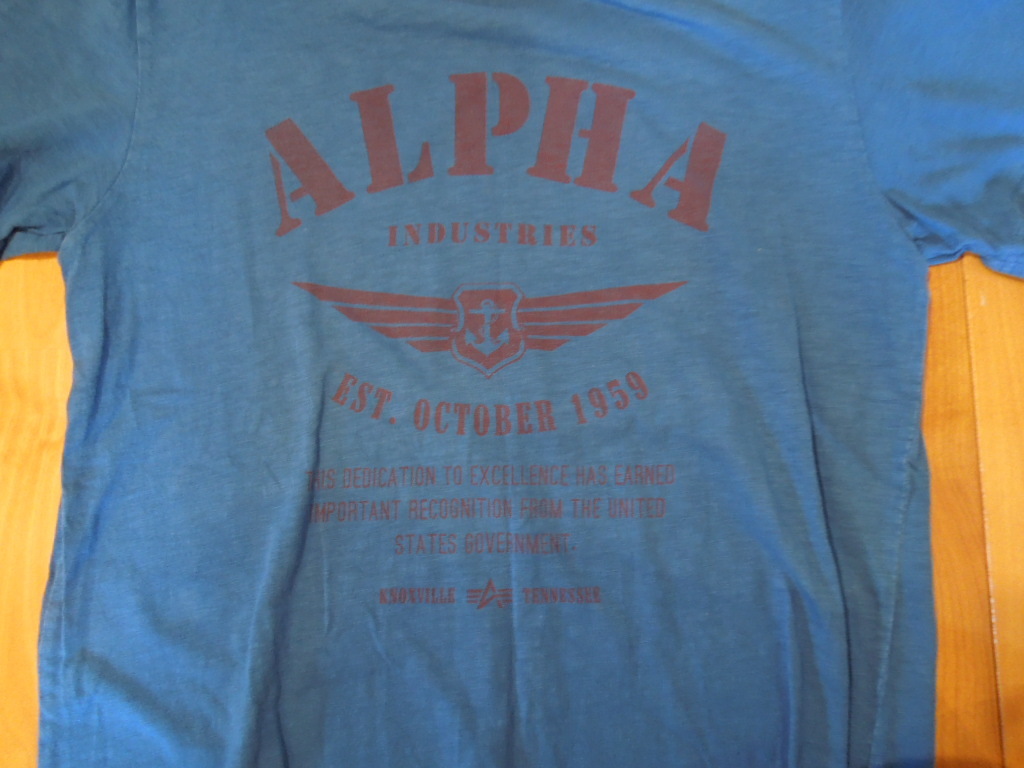 ALPHA
INDUSTRIES
EST. OCTOBER 1959
THIS DEDICATION TO EXCELLENCE HAS EARNED
IMPORTANT RECOGNITION FROM THE UNITED
STATES GOVERNMENT.
KNOXVILLE TENNESSEE